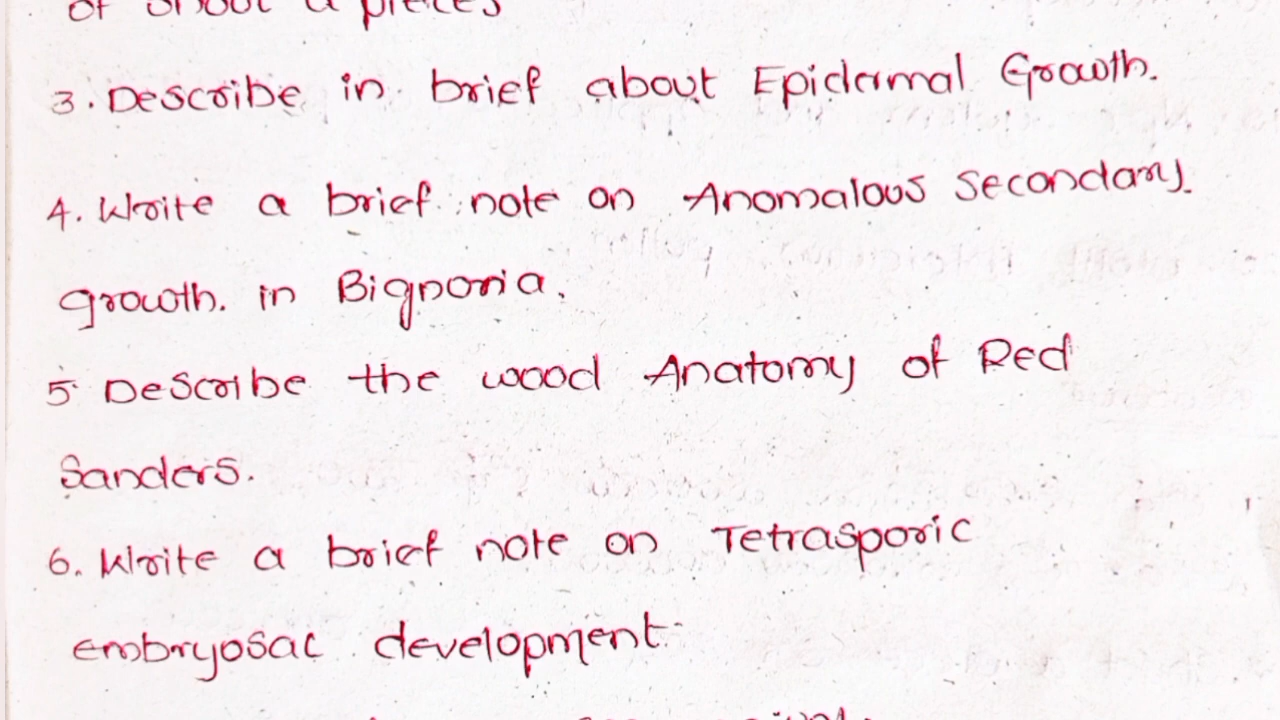 3. Describe in brief about Epidermal Growth.
4. Write a brief note on Anomalous Secondary
growth. in Bignonia.
5 Describe the wood Anatomy of Red
Sanders.
6. Write a brief note on Tetrasporic
embryosac development